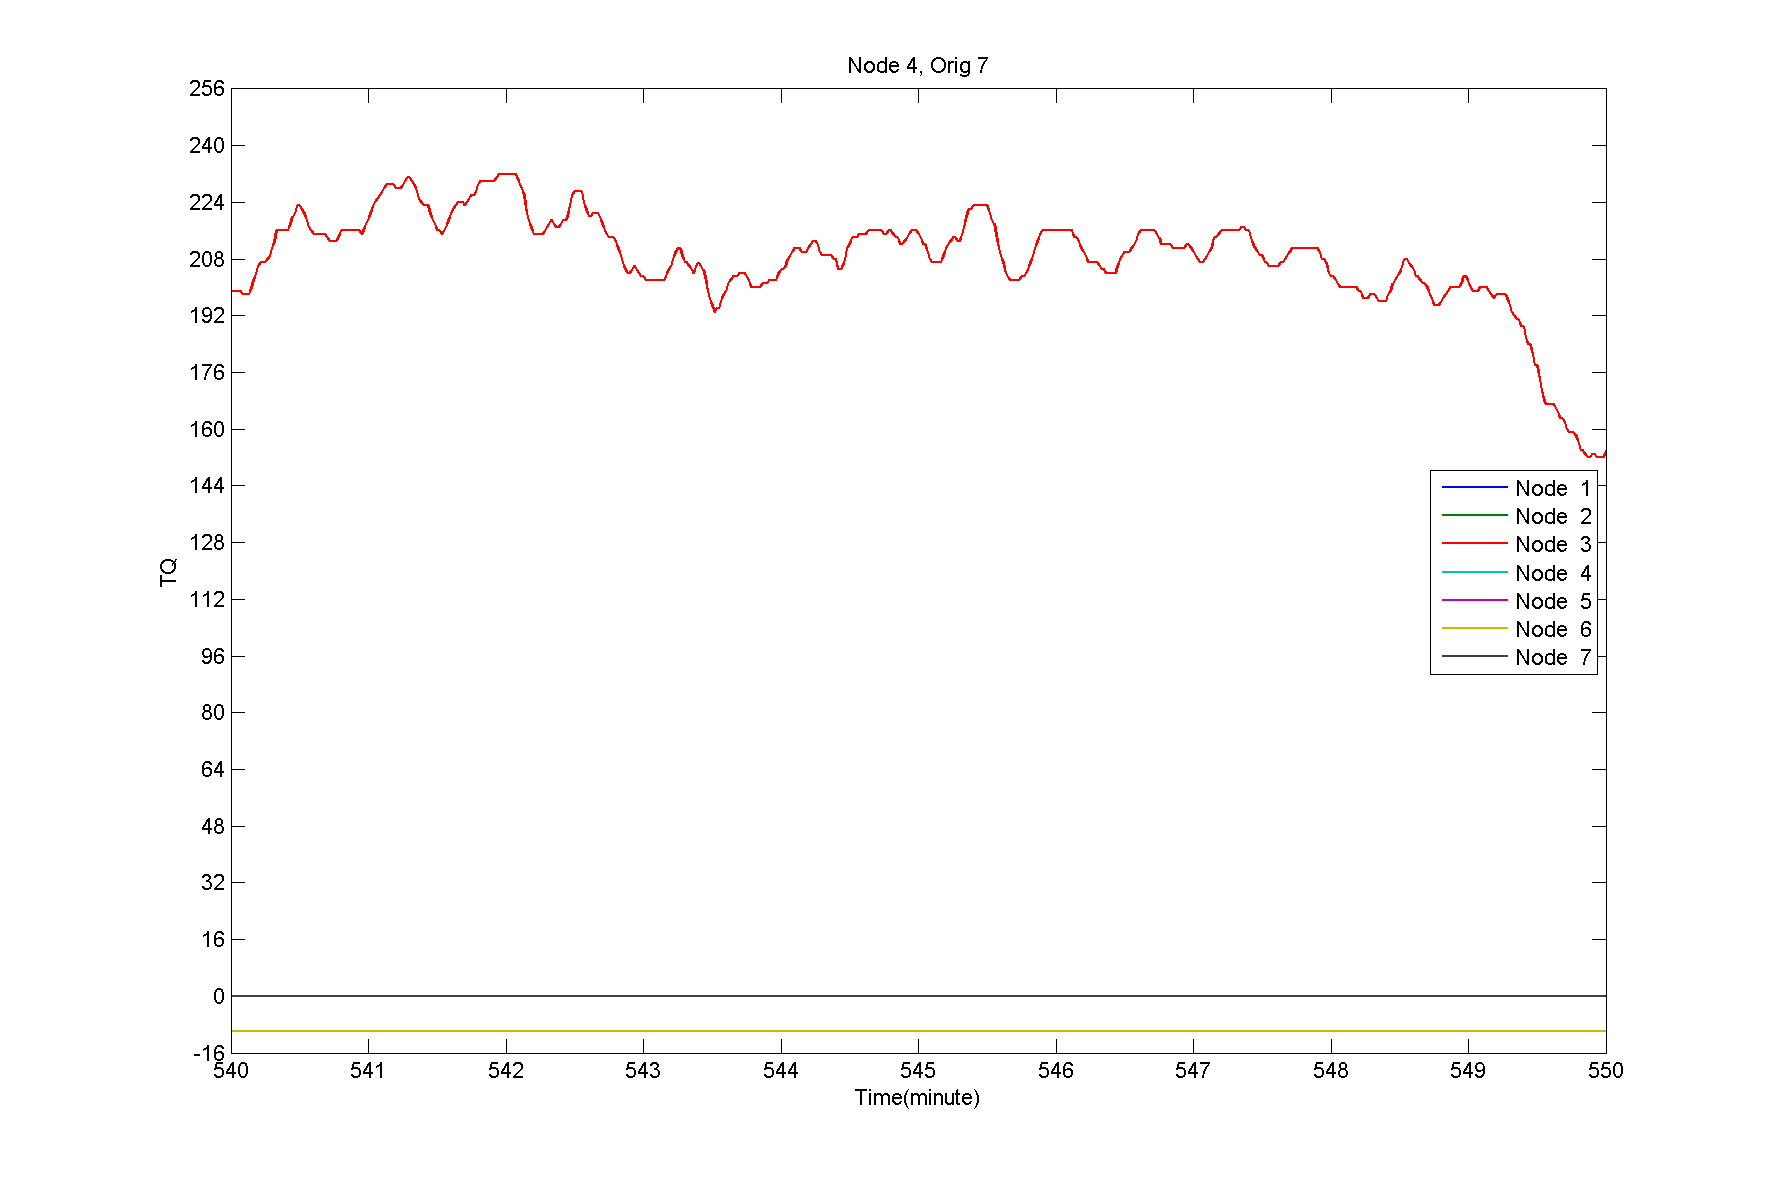 Node 4, Orig 7
256
240
224
208
192
176
160
144
128
112
96
80
64
48
32
16
0
-16
TQ
Node 1
Node 2
Node 3
Node 4
Node 5
Node 6
Node 7
540 541 542 543 544 545 546 547 548 549 550
Time(minute)